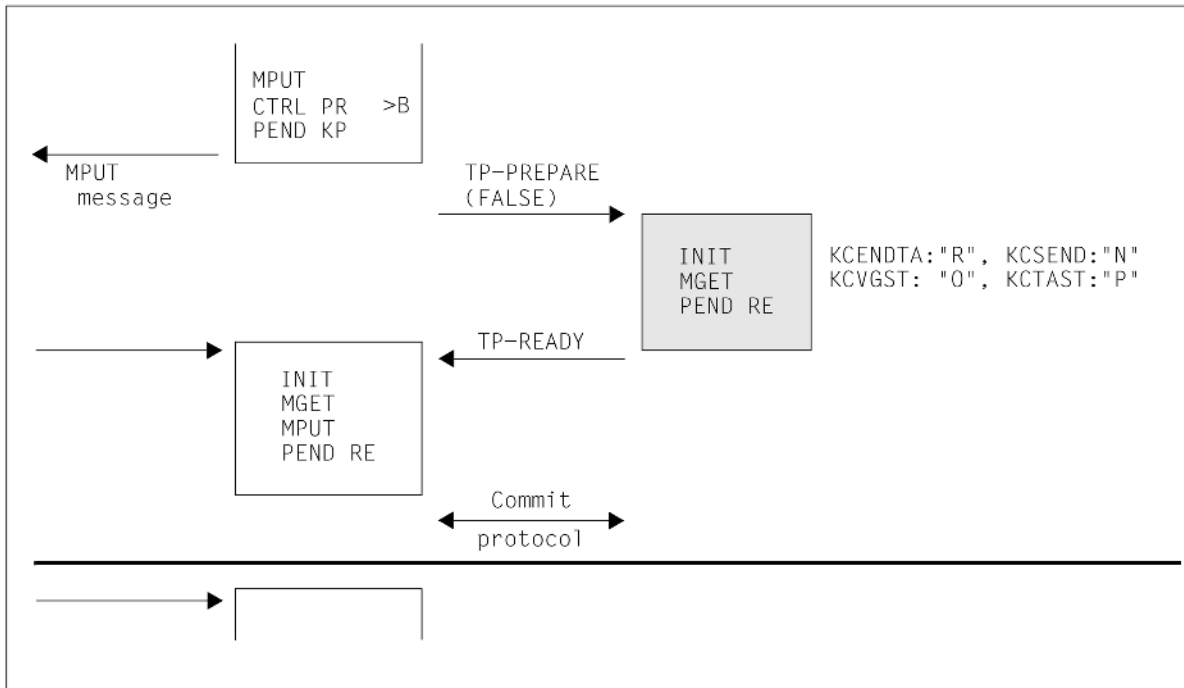 MPUT
CTRL PR >B
PEND KP
MPUT
message
TP-PREPARE
(FALSE)
INIT
MGET
PEND RE
KCENDTA:"R", KCSEND:"N"
KCVGST: "O", KCTAST:"P"
TP-READY
INIT
MGET
MPUT
PEND RE
Commit
protocol